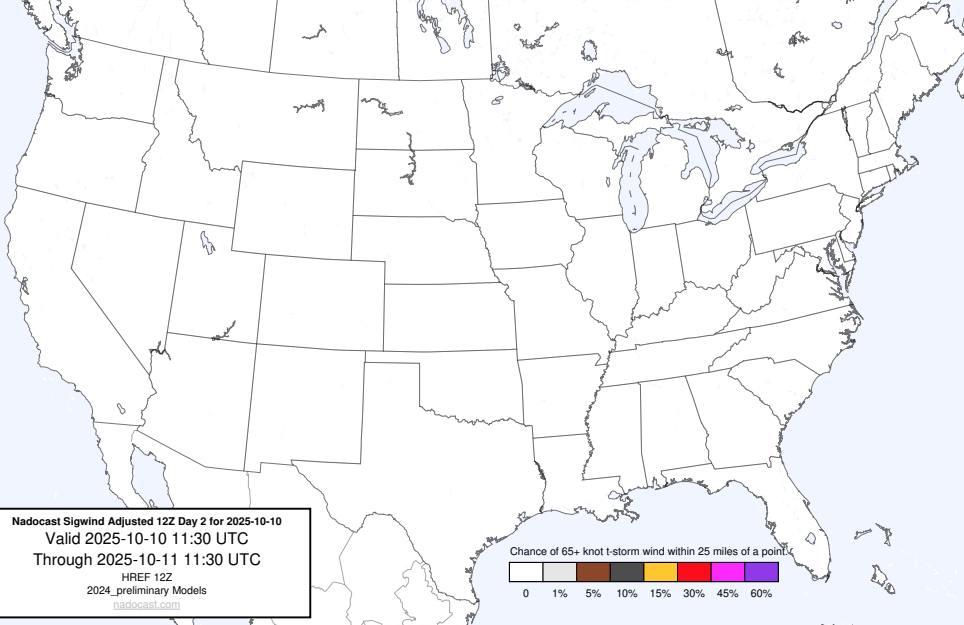 Nadocast Sigwind Adjusted 12Z Day 2 for 2025-10-10
Valid 2025-10-10 11:30 UTC
Through 2025-10-11 11:30 UTC
HREF 12Z
2024_preliminary Models
nadocast.com
Chance of 65+ knot t-storm wind within 25 miles of a point.
0 1% 5% 10% 15% 30% 45% 60%